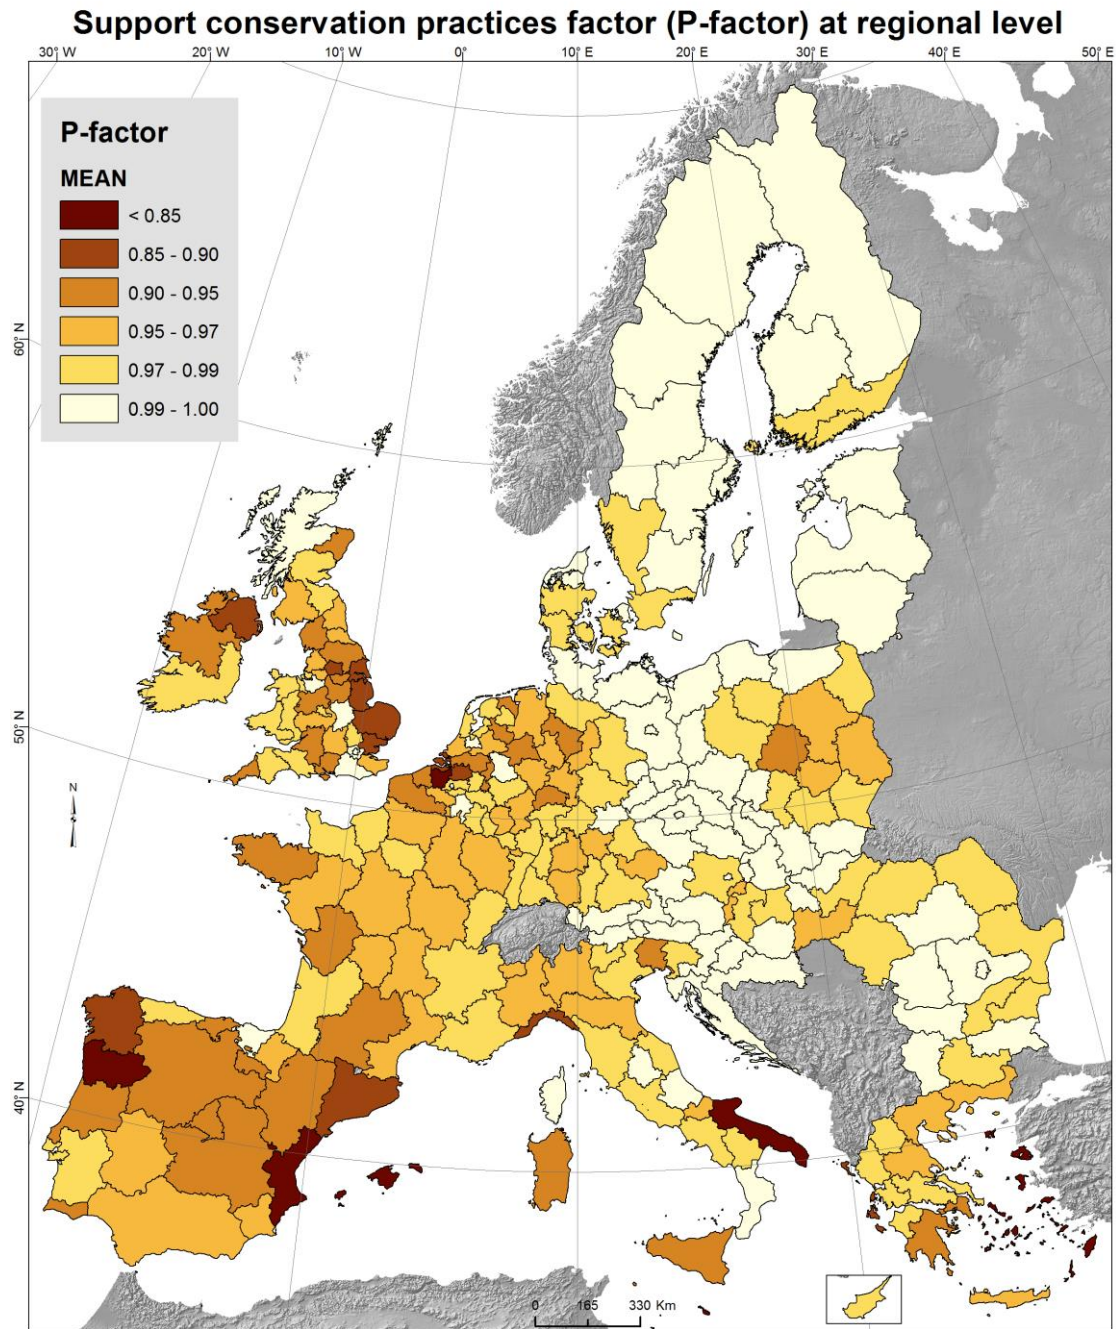 Support conservation practices factor (P-factor) at regional level
30° W 20° W 10° W 0° 10° E 20° E 30° E 40° E 50° E
P-factor
MEAN
< 0.85
0.85 - 0.90
0.90 - 0.95
0.95 - 0.97
0.97 - 0.99
0.99 - 1.00
60° N
50° N
N
40° N
0 165 330 Km